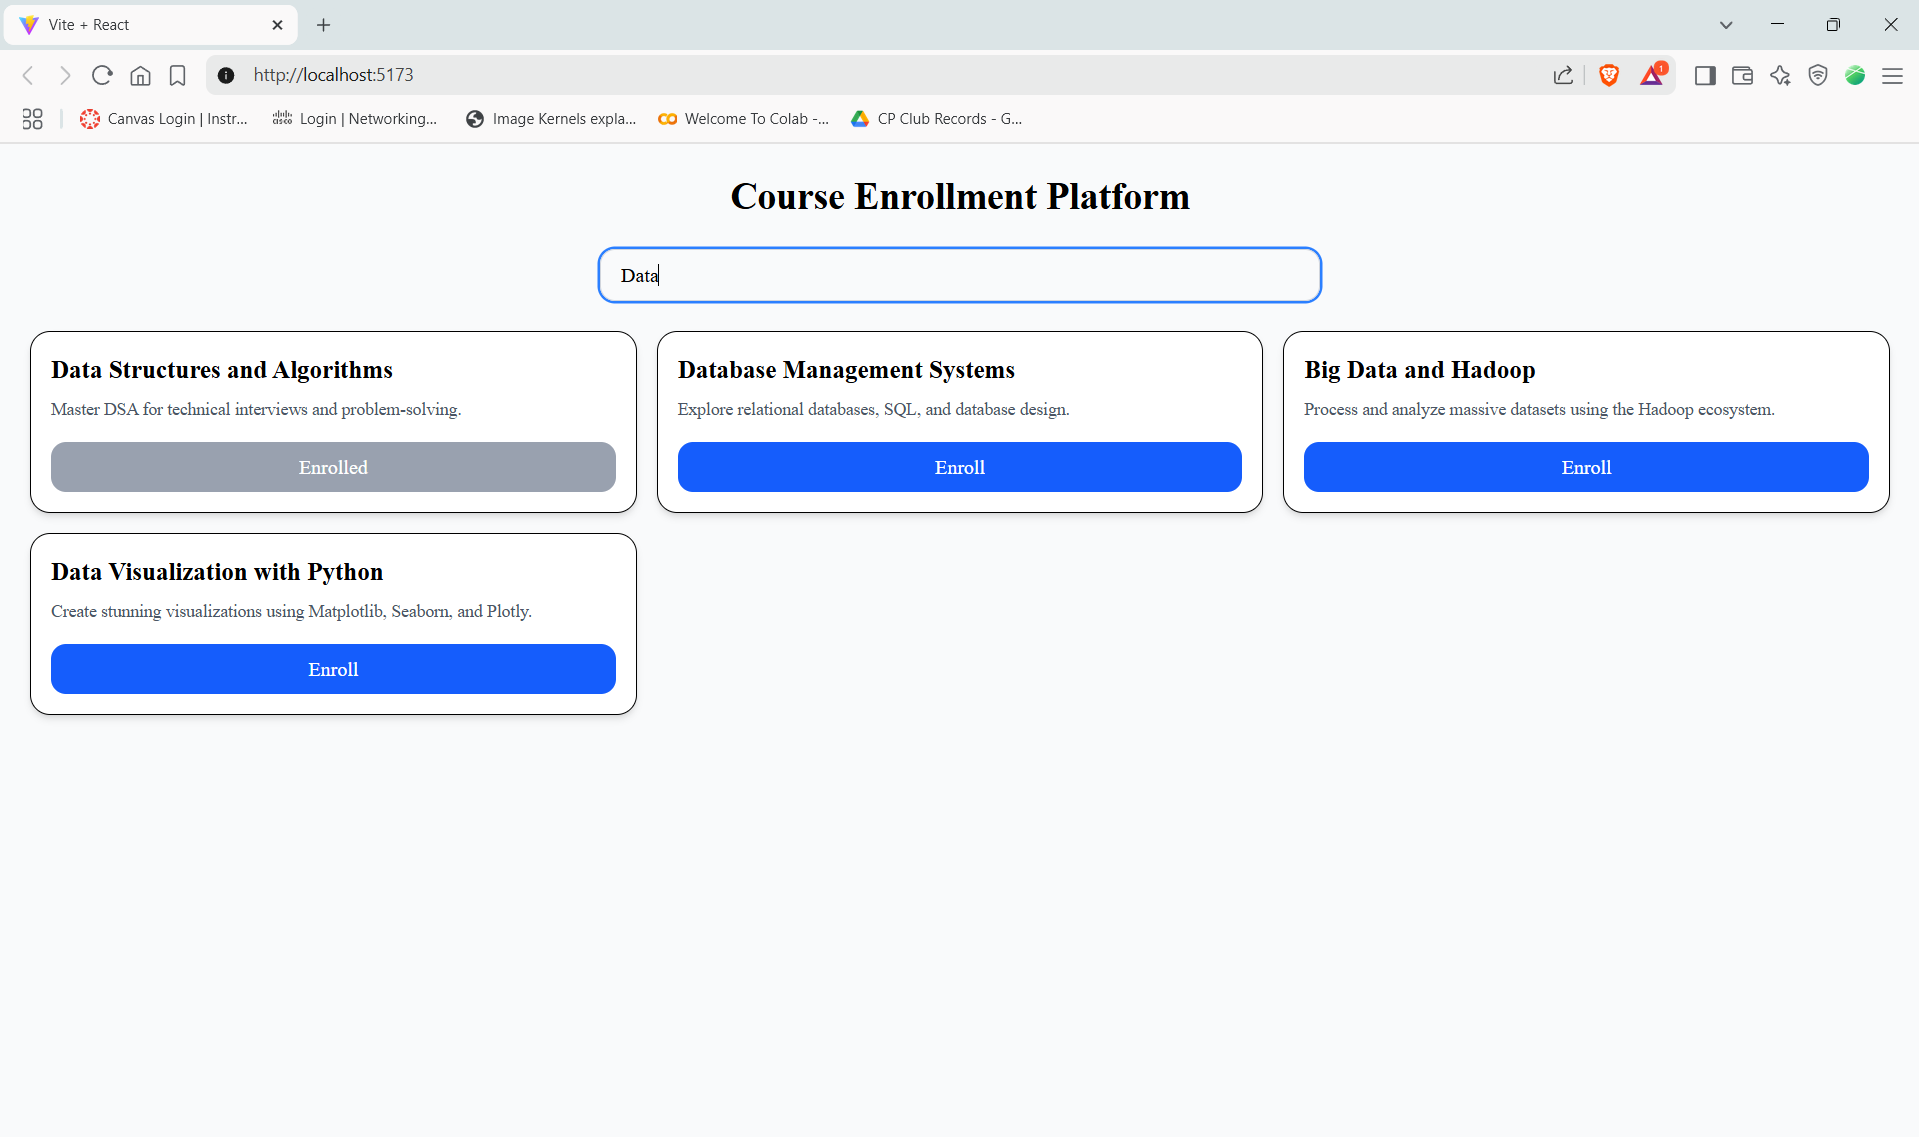 Vite + React
http://localhost:5173
1
Canvas Login | Instr...
Login | Networking...
Image Kernels expla...
Welcome To Colab -...
CP Club Records - G...
Course Enrollment Platform
Data
Data Structures and Algorithms
Master DSA for technical interviews and problem-solving.
Enrolled
Database Management Systems
Explore relational databases, SQL, and database design.
Enroll
Big Data and Hadoop
Process and analyze massive datasets using the Hadoop ecosystem.
Enroll
Data Visualization with Python
Create stunning visualizations using Matplotlib, Seaborn, and Plotly.
Enroll